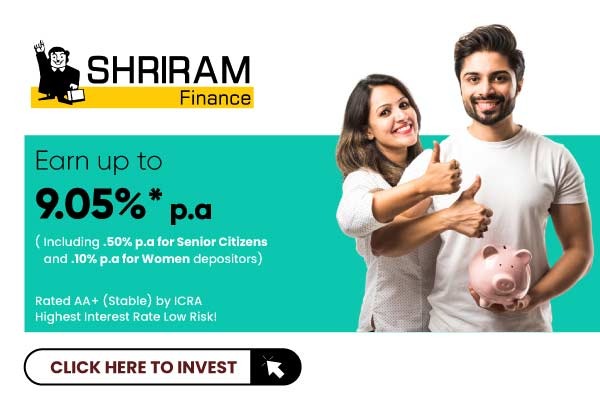 SHRIRAM
Finance
Earn up to
9.05%* p.a
( Including .50% p.a for Senior Citizens
and .10% p.a for Women depositors)
Rated AA+ (Stable) by ICRA
Highest Interest Rate Low Risk!
CLICK HERE TO INVEST